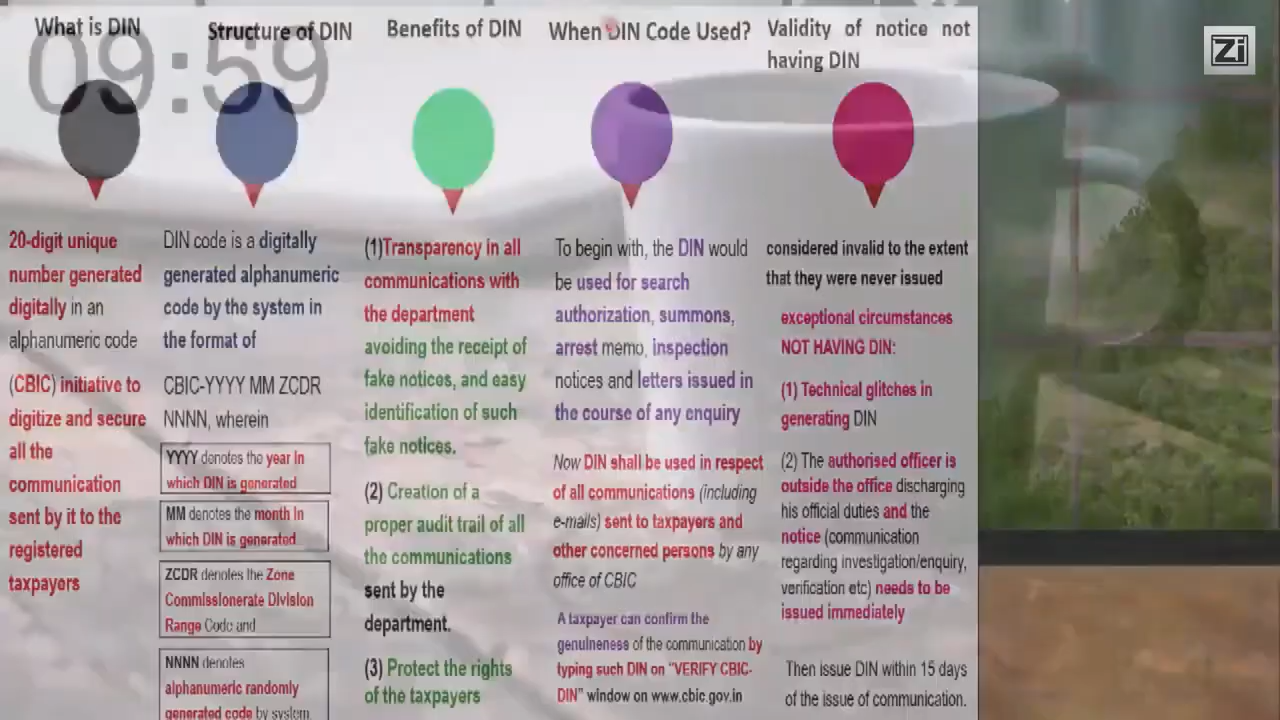 What is DIN
09:59
20-digit unique
number generated
digitally in an
alphanumeric code
(CBIC) initiative to
digitize and secure
all the
communication
sent by it to the
registered
taxpayers
Structure of DIN
DIN code is a digitally
generated alphanumeric
code by the system in
the format of
CBIC-YYYY MM ZCDR
NNNN, wherein
YYYY denotes the year in
which DIN is generated
MM denotes the month in
which DIN is generated
ZCDR denotes the Zone
Commissionerate Division
Range Code and
NNNN denotes
alphanumeric randomly
generated code by system
Benefits of DIN
(1)Transparency in all
communications with
the department
avoiding the receipt of
fake notices, and easy
identification of such
fake notices.
(2) Creation of a
proper audit trail of all
the communications
sent by the
department.
(3) Protect the rights
of the taxpayers
When DIN Code Used?
To begin with, the DIN would
be used for search
authorization, summons,
arrest memo, inspection
notices and letters issued in
the course of any enquiry
Now DIN shall be used in respect
of all communications (including
e-mails) sent to taxpayers and
other concerned persons by any
office of CBIC
A taxpayer can confirm the
genuineness of the communication by
typing such DIN on "VERIFY CBIC-
DIN" window on www.cbic.gov.in
Validity of notice not
having DIN
considered invalid to the extent
that they were never issued
exceptional circumstances
NOT HAVING DIN:
(1) Technical glitches in
generating DIN
(2) The authorised officer is
outside the office discharging
his official duties and the
notice (communication
regarding investigation/enquiry,
verification etc) needs to be
issued immediately
Then issue DIN within 15 days
of the issue of communication.
Zi